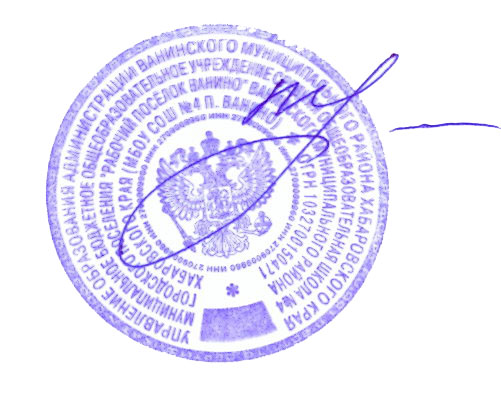 УПРАВЛЕНИЕ ОБРАЗОВАНИЯ АДМИНИСТРАЦИИ ВАНИНСКОГО МУНИЦИПАЛЬНОГО РАЙОНА ХАБАРОВСКОГО КРАЯ
МУНИЦИПАЛЬНОЕ БЮДЖЕТНОЕ ОБЩЕОБРАЗОВАТЕЛЬНОЕ УЧРЕЖДЕНИЕ ОБЩЕОБРАЗОВАТЕЛЬНАЯ ШКОЛА №4
ГОРОДСКОГО ПОСЕЛЕНИЯ "РАБОЧИЙ ПОСЕЛОК ВАНИНО" МУНИЦИПАЛЬНОГО РАЙОНА
ХАБАРОВСКОГО КРАЯ (МБОУ СОШ №4 П. ВАНИНО) ОГРН 1032700150471